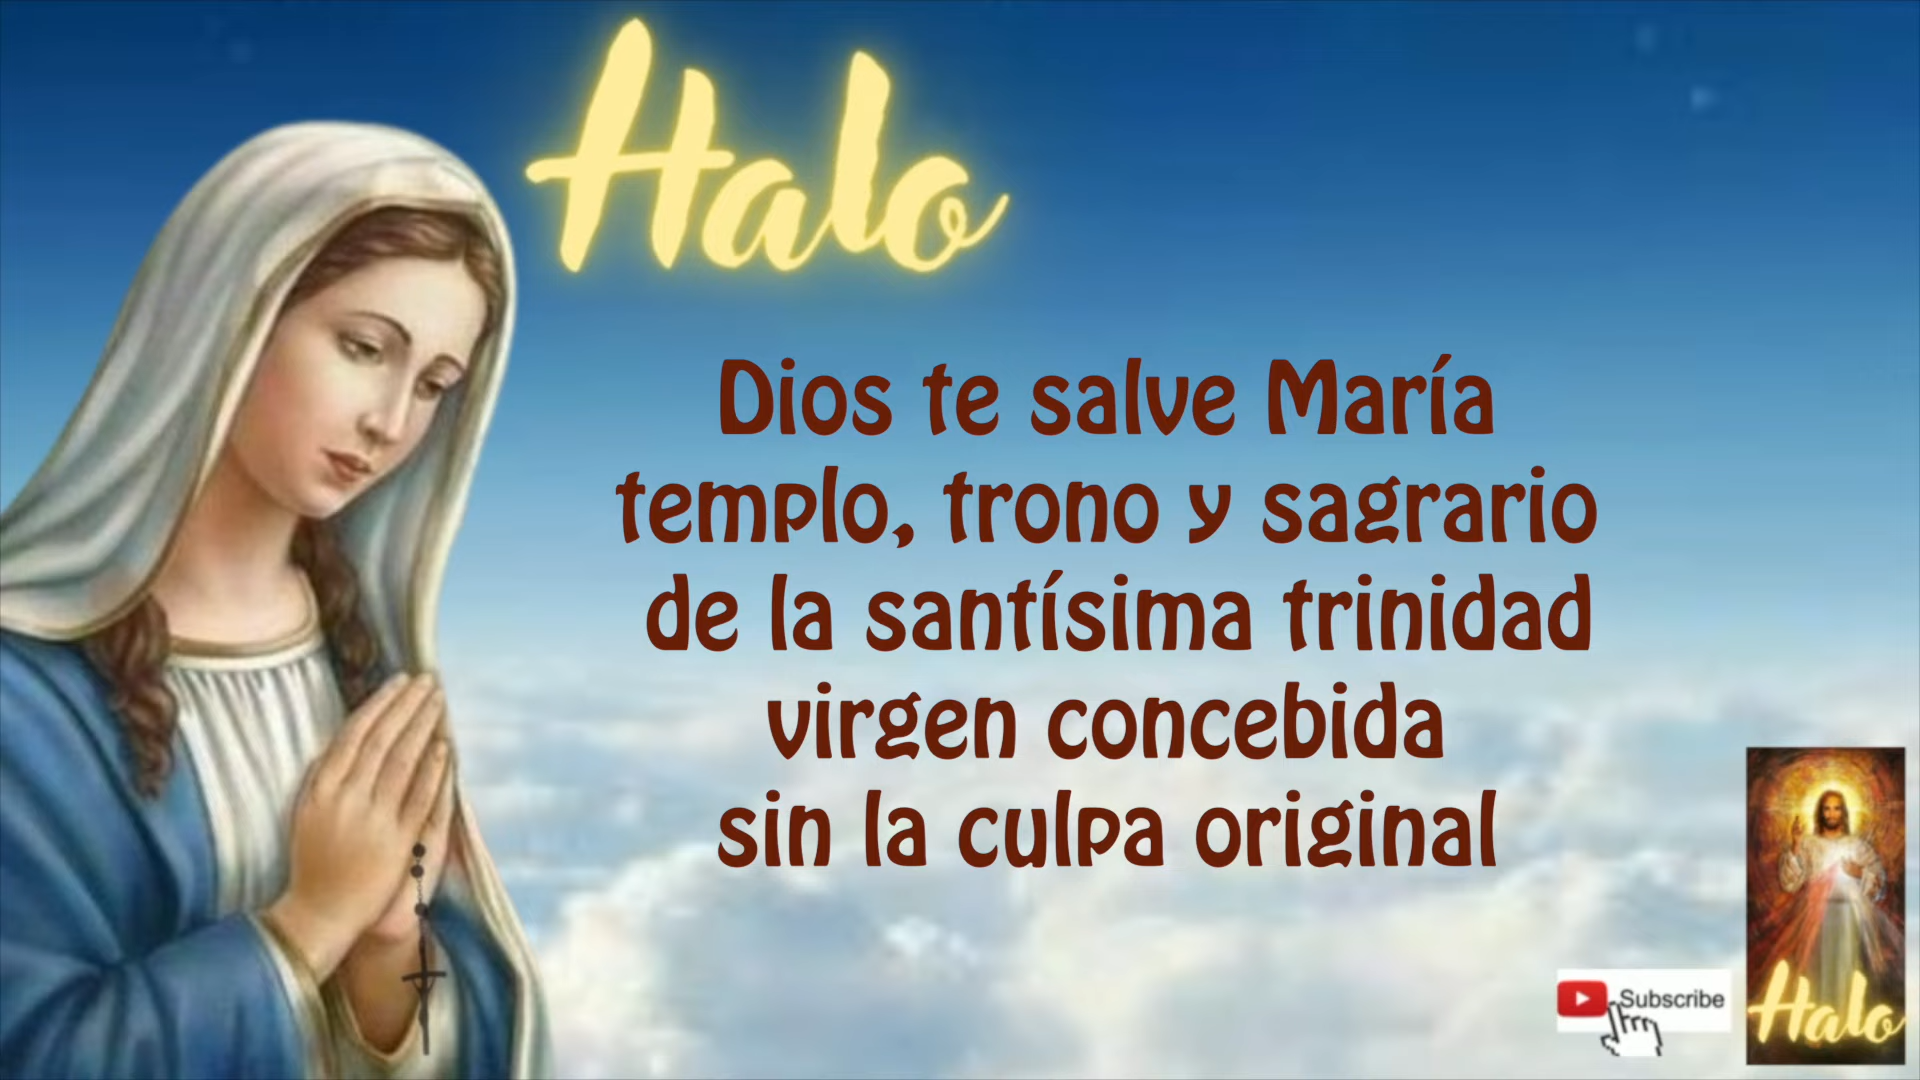 Halo
Dios te salve María
templo, trono y sagrario
de la santísima trinidad
virgen concebida
sin la culpa original
Subscribe
Halo